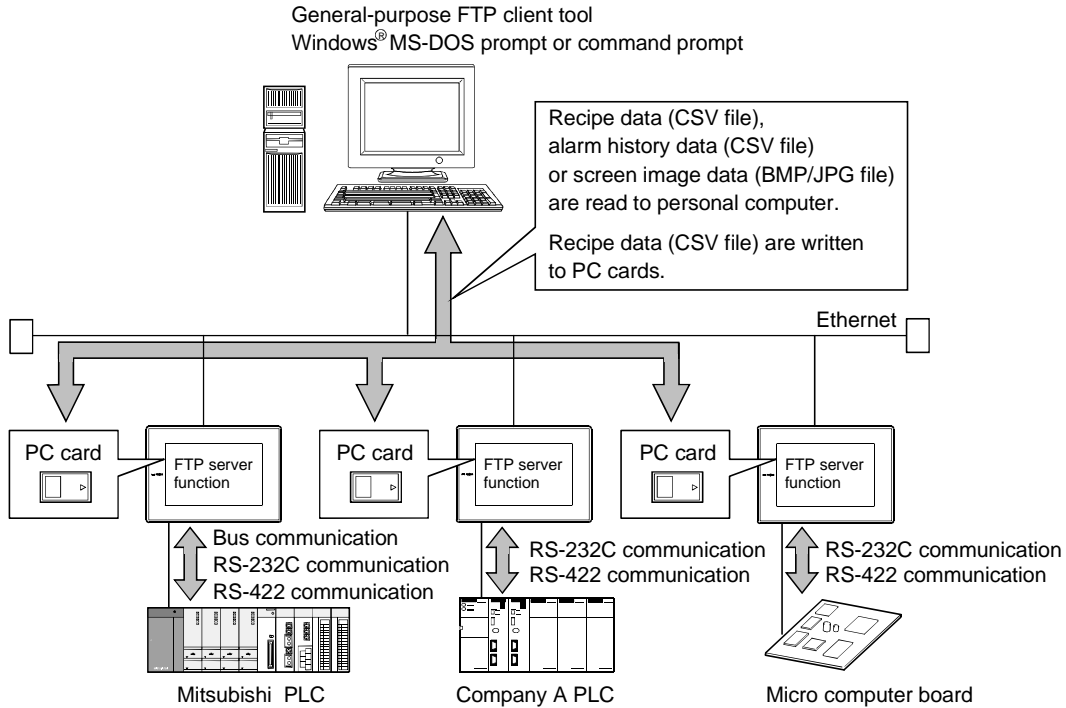 General-purpose FTP client tool
Windows® MS-DOS prompt or command prompt
Recipe data (CSV file),
alarm history data (CSV file)
or screen image data (BMP/JPG file)
are read to personal computer.
Recipe data (CSV file) are written
to PC cards.
Ethernet
PC card
FTP server
function
PC card
FTP server
function
PC card
FTP server
function
Bus communication
RS-232C communication
RS-422 communication
RS-232C communication
RS-422 communication
RS-232C communication
RS-422 communication
Mitsubishi PLC
Company A PLC
Micro computer board